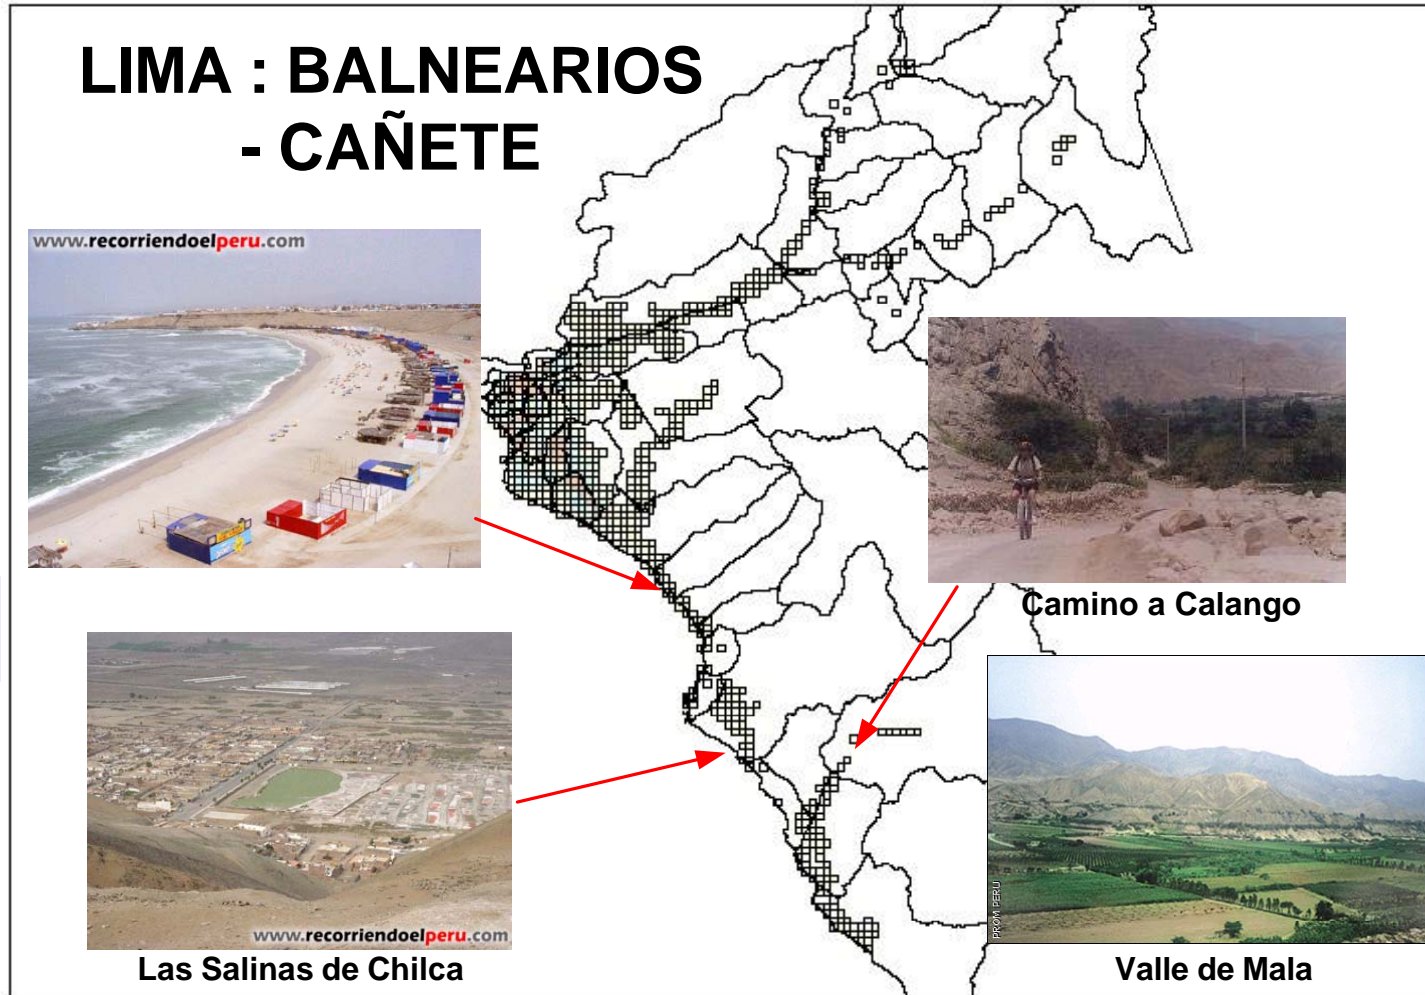 LIMA : BALNEARIOS
- CAÑETE
www.recorriendoelperu.com
Camino a Calango
www.recorriendoelperu.com
Las Salinas de Chilca
PROM PERU
Valle de Mala